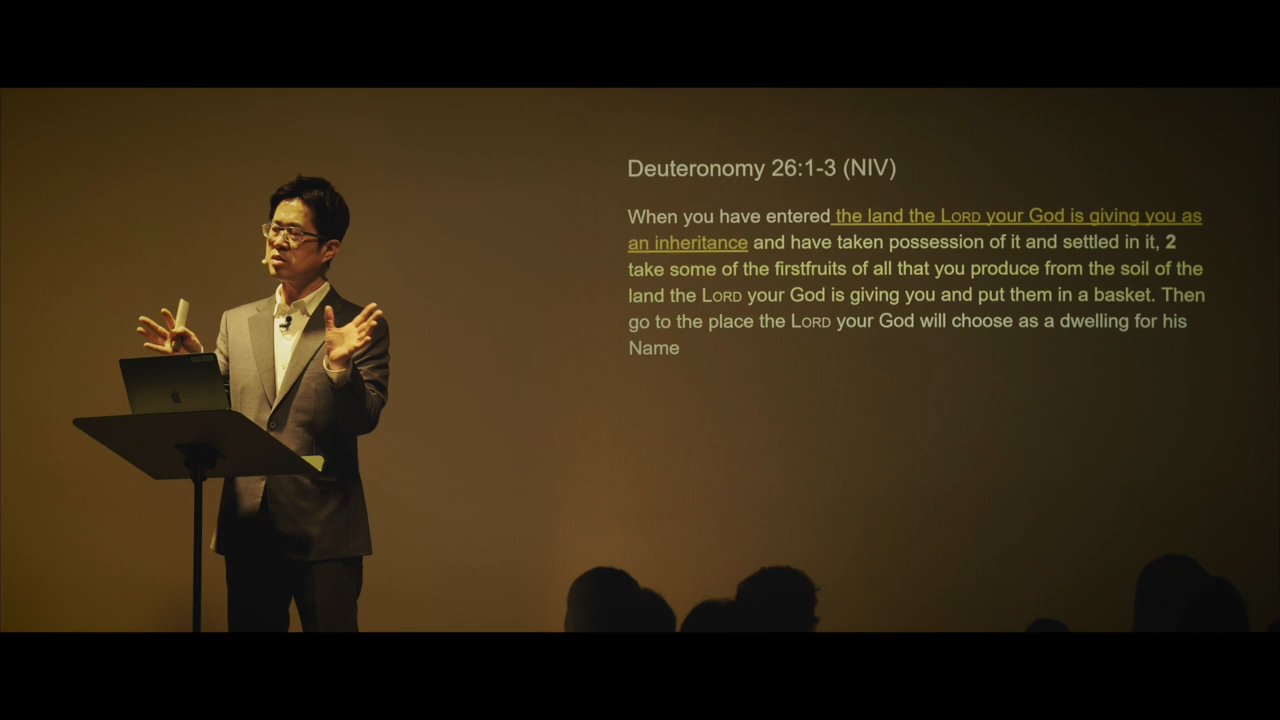 Deuteronomy 26:1-3 (NIV)
When you have entered the land the LORD your God is giving you as
an inheritance and have taken possession of it and settled in it, 2
take some of the firstfruits of all that you produce from the soil of the
land the LORD your God is giving you and put them in a basket. Then
go to the place the LORD your God will choose as a dwelling for his
Name